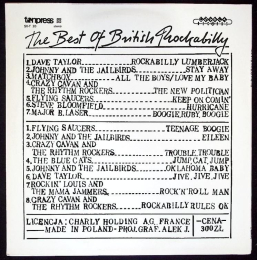 tonpress
The Best Of British Rockabilly
1. DAVE TAYLOR........ROCKABILLY LUMBERJACK
2. JOHNNY AND THE JAILBIRDS........STAY AWAY
3. MATCHBOX........ALL THE BOYS/LOVE MY BABY
4. CRAZY CAVAN AND
THE RHYTHM ROCKERS........THE NEW POLITICIAN
5. FLYING SAUCERS........KEEP ON COMIN'
6. STEVE BLOOMFIELD........HURRICANE
7. MAJOR B. LASER........BOOGIE, RUBY, BOOGIE
1. FLYING SAUCERS........TEENAGE BOOGIE
2. JOHNNY AND THE JAILBIRDS........EILEEN
3. CRAZY CAVAN AND
THE RHYTHM ROCKERS........TROUBLE, TROUBLE
4. THE BLUE CATS........JUMP, CAT, JUMP
5. JOHNNY AND THE JAILBIRDS........OKLAHOMA BABY
6. DAVE TAYLOR........JIVE, JIVE, JIVE
7. ROCKIN' LOUIS AND
THE MAMA JAMMERS........ROCK'N'ROLL MAN
8. CRAZY CAVAN AND
THE RHYTHM ROCKERS........ROCKABILLY RULES OK
LICENCJA: CHARLY HOLDING AG, FRANCE
MADE IN POLAND - PROJ. GRAF. ALEK J.
-CENA-
300ZŁ